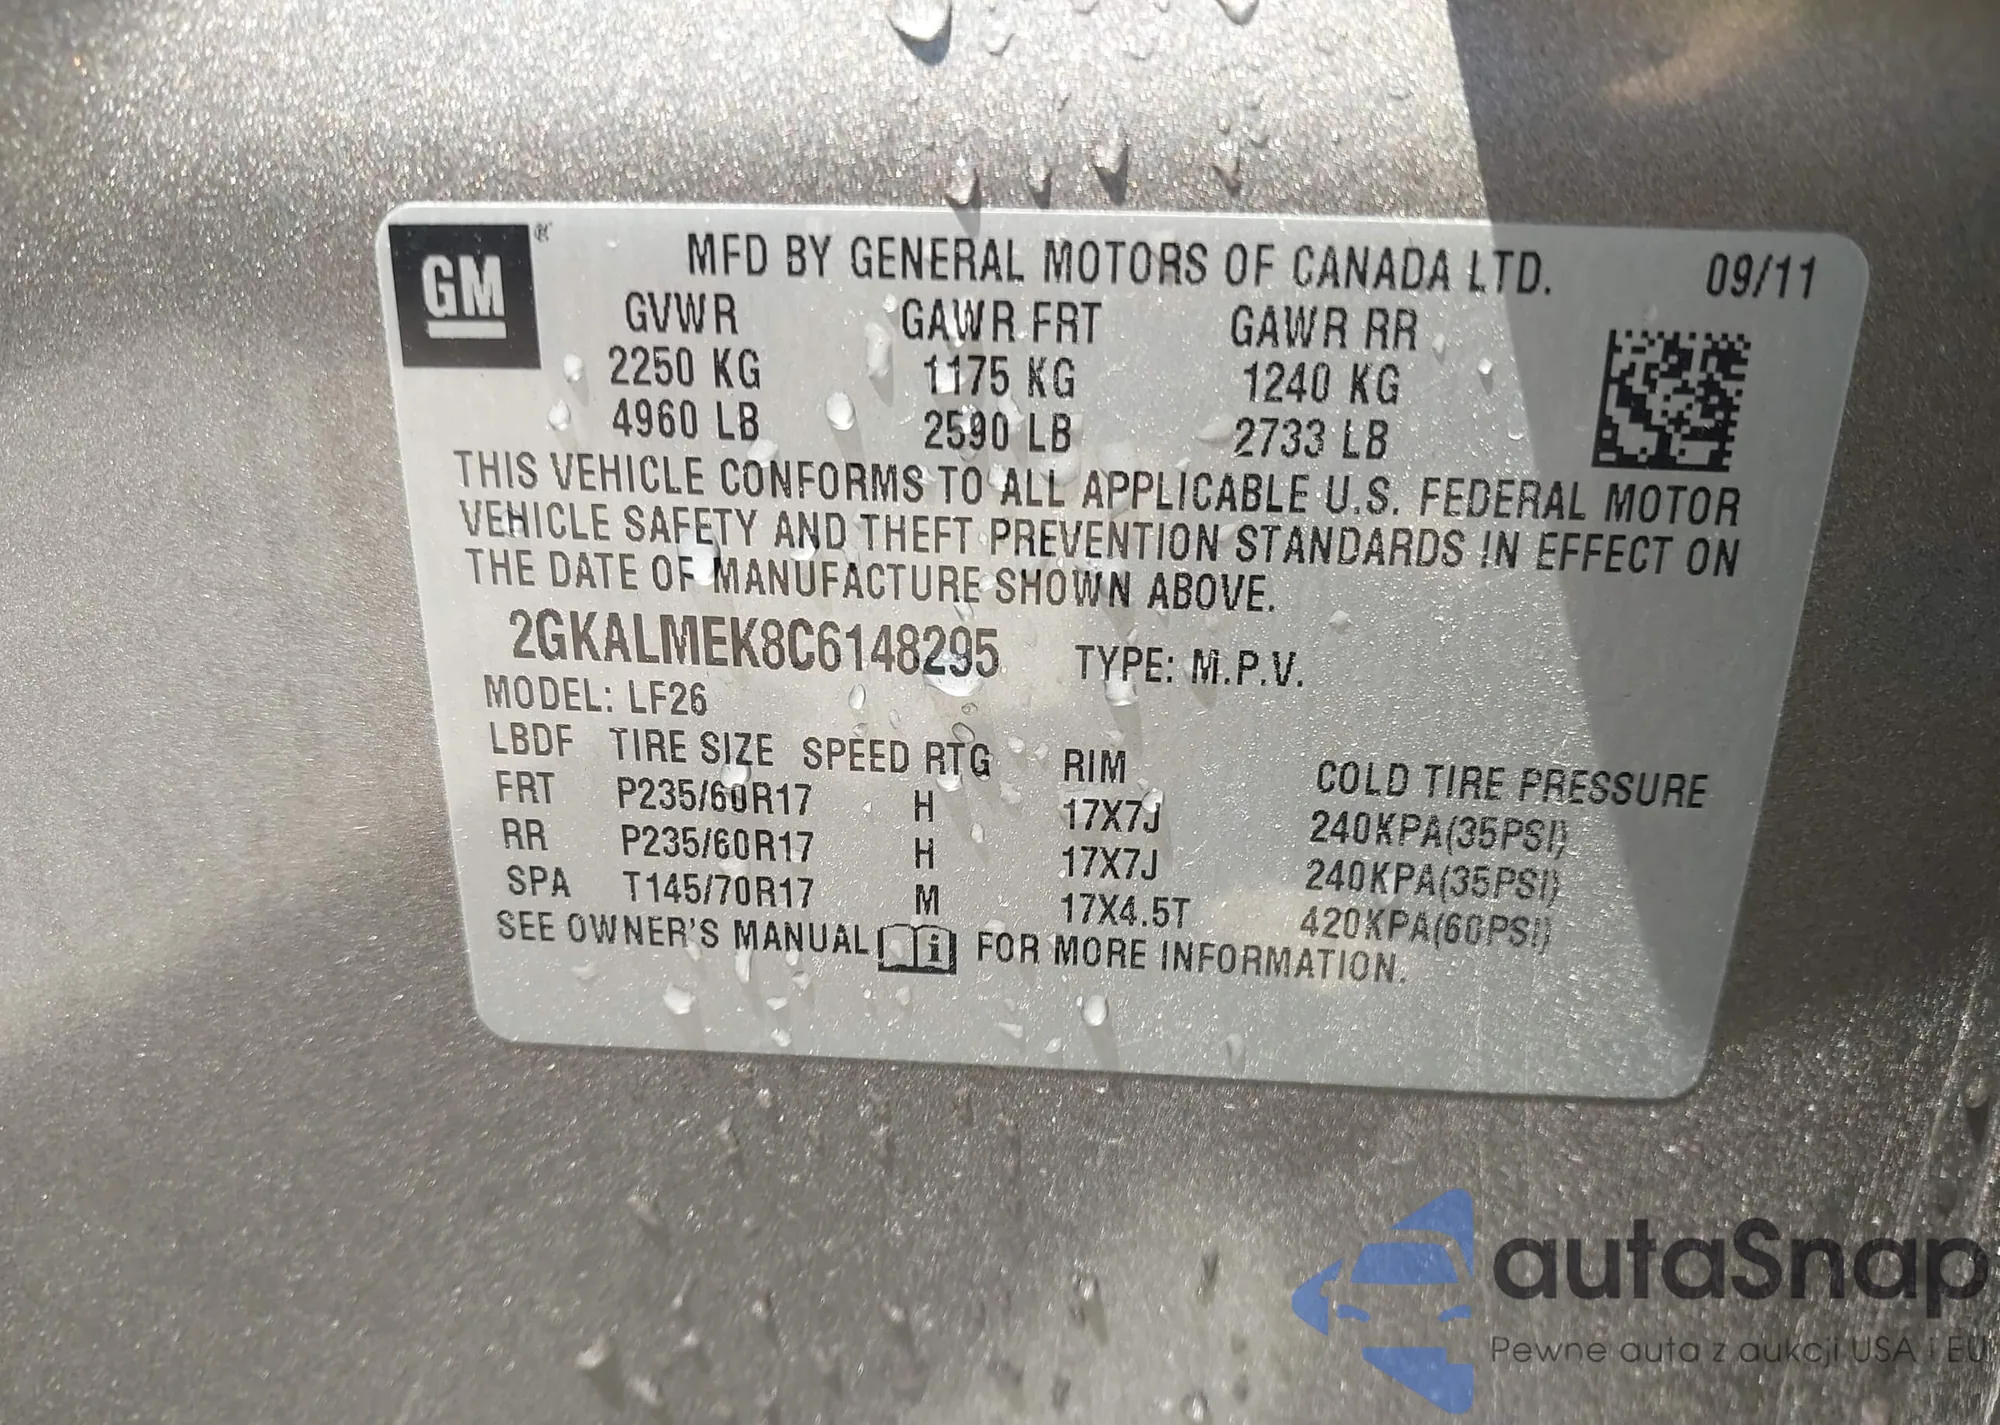 GM ®
MFD BY GENERAL MOTORS OF CANADA LTD. 09/11
GVWR GAWR FRT GAWR RR
2250 KG 1175 KG 1240 KG
4960 LB 2590 LB 2733 LB
THIS VEHICLE CONFORMS TO ALL APPLICABLE U.S. FEDERAL MOTOR
VEHICLE SAFETY AND THEFT PREVENTION STANDARDS IN EFFECT ON
THE DATE OF MANUFACTURE SHOWN ABOVE.
2GKALMEK8C6148295 TYPE: M.P.V.
MODEL: LF26
LBDF TIRE SIZE SPEED RTG RIM COLD TIRE PRESSURE
FRT P235/60R17 H 17X7J 240KPA(35PSI)
RR P235/60R17 H 17X7J 240KPA(35PSI)
SPA T145/70R17 M 17X4.5T 420KPA(60PSI)
SEE OWNER'S MANUAL i FOR MORE INFORMATION.
autaSnap
Pewne auta z aukcji USA i EU